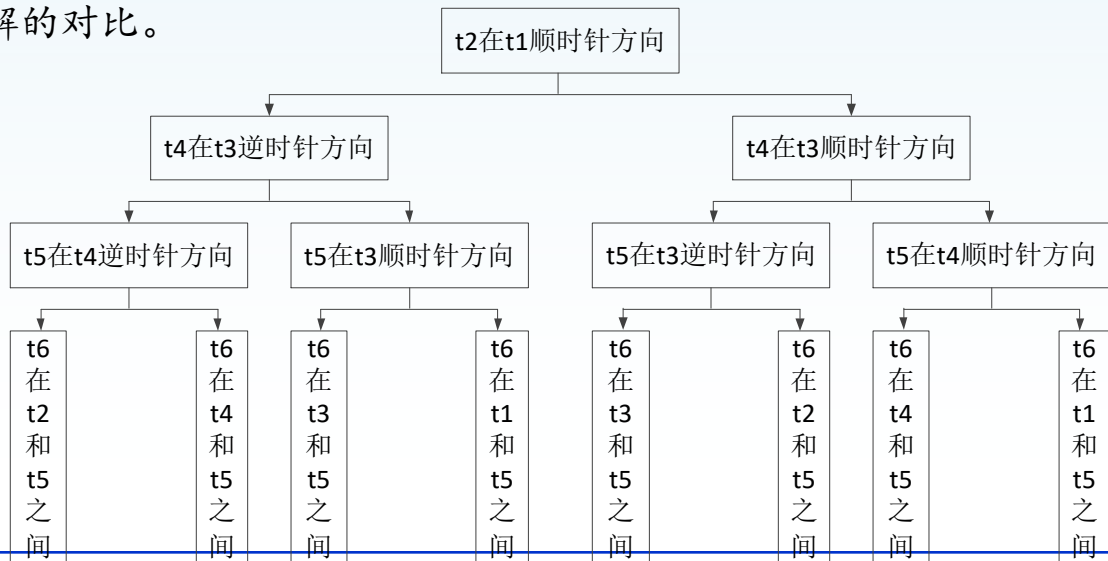 解的对比。
t2在t1顺时针方向
t4在t3逆时针方向
t4在t3顺时针方向
t5在t4逆时针方向
t5在t3顺时针方向
t5在t3逆时针方向
t5在t4顺时针方向
t6在t2和t5之间
t6在t4和t5之间
t6在t3和t5之间
t6在t1和t5之间
t6在t3和t5之间
t6在t2和t5之间
t6在t4和t5之间
t6在t1和t5之间